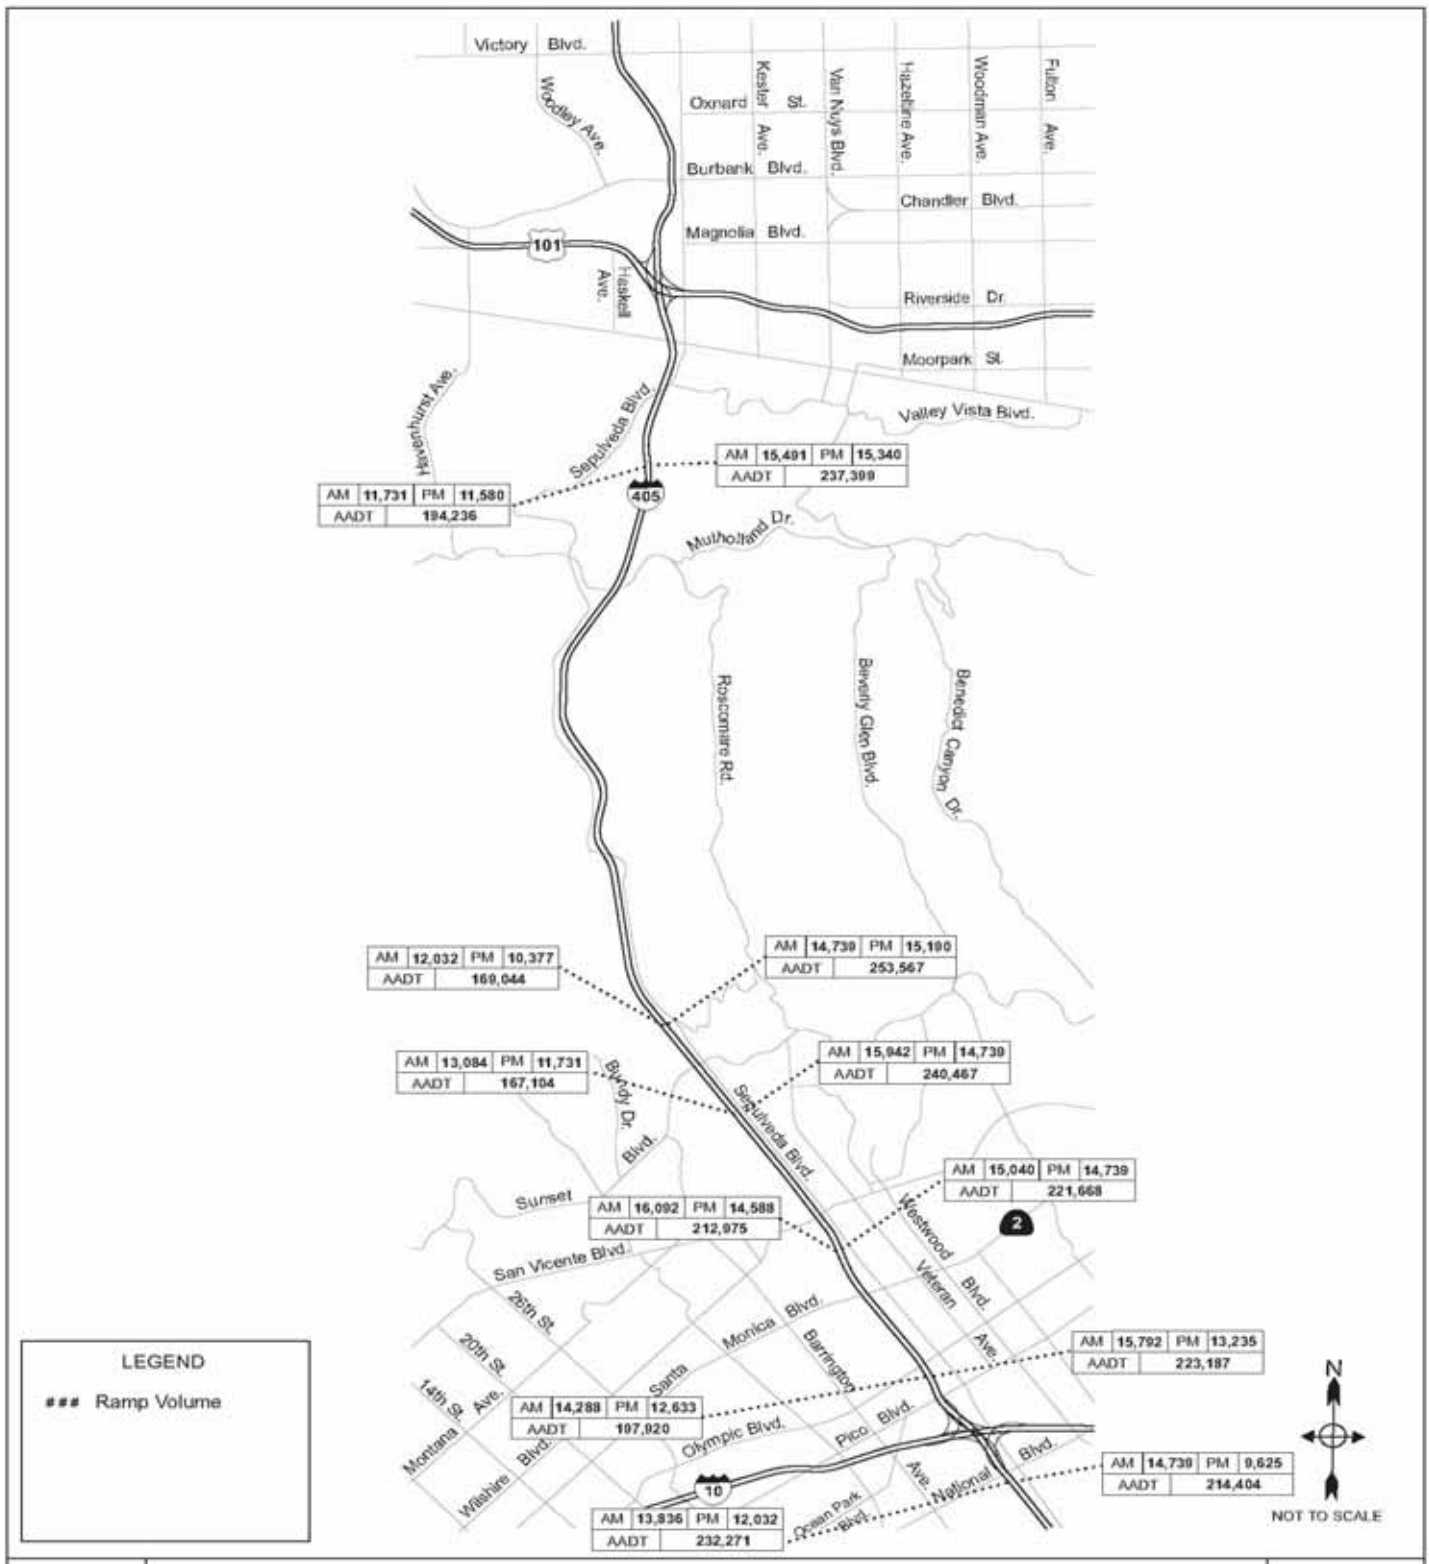 Victory Blvd.
Woodley Ave.
Kester Ave.
Van Nuys Blvd.
Hazeltine Ave.
Woodman Ave.
Fulton Ave.
Oxnard St.
Burbank Blvd.
Chandler Blvd.
Magnolia Blvd.
101
Haskell Ave.
Riverside Dr.
Moorpark St.
Hivenhurst Ave.
Sepulveda Blvd.
Valley Vista Blvd.
AM 15,491 PM 15,340
AADT 237,399
AM 11,731 PM 11,580
AADT 194,236
405
Mulholland Dr.
Roscomare Rd.
Beverly Glen Blvd.
Benedict Canyon Dr.
AM 12,032 PM 10,377
AADT 169,044
AM 14,739 PM 15,190
AADT 253,567
AM 13,084 PM 11,731
AADT 167,104
AM 15,942 PM 14,739
AADT 240,467
Bundy Dr.
Sepulveda Blvd.
Sunset Blvd.
AM 15,040 PM 14,739
AADT 221,668
AM 16,092 PM 14,588
AADT 212,975
2
Westwood Blvd.
Veteran Ave.
San Vicente Blvd.
26th St.
20th St.
14th St.
Montana Ave.
Wilshire Blvd.
Santa Monica Blvd.
Barrington Ave.
AM 15,792 PM 13,235
AADT 223,187
AM 14,288 PM 12,633
AADT 197,920
Olympic Blvd.
Pico Blvd.
National Blvd.
10
Ocean Park Blvd.
AM 14,739 PM 9,625
AADT 214,404
AM 13,836 PM 12,032
AADT 232,271
LEGEND
### Ramp Volume
N
NOT TO SCALE